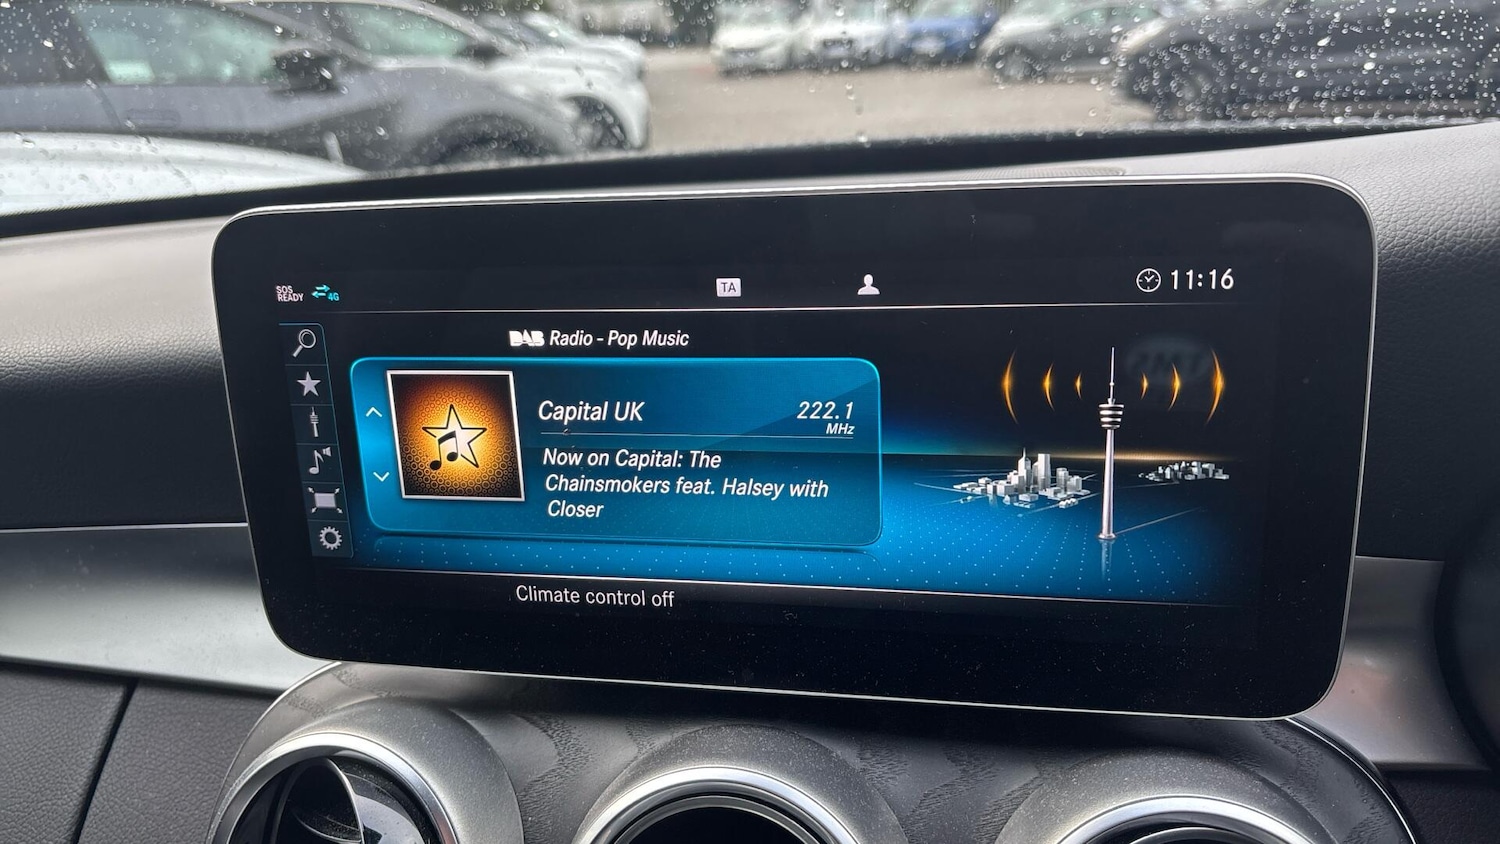 SOS
READY
4G
TA
11:16
DAB Radio - Pop Music
Capital UK
222.1
MHz
Now on Capital: The
Chainsmokers feat. Halsey with
Closer
Climate control off